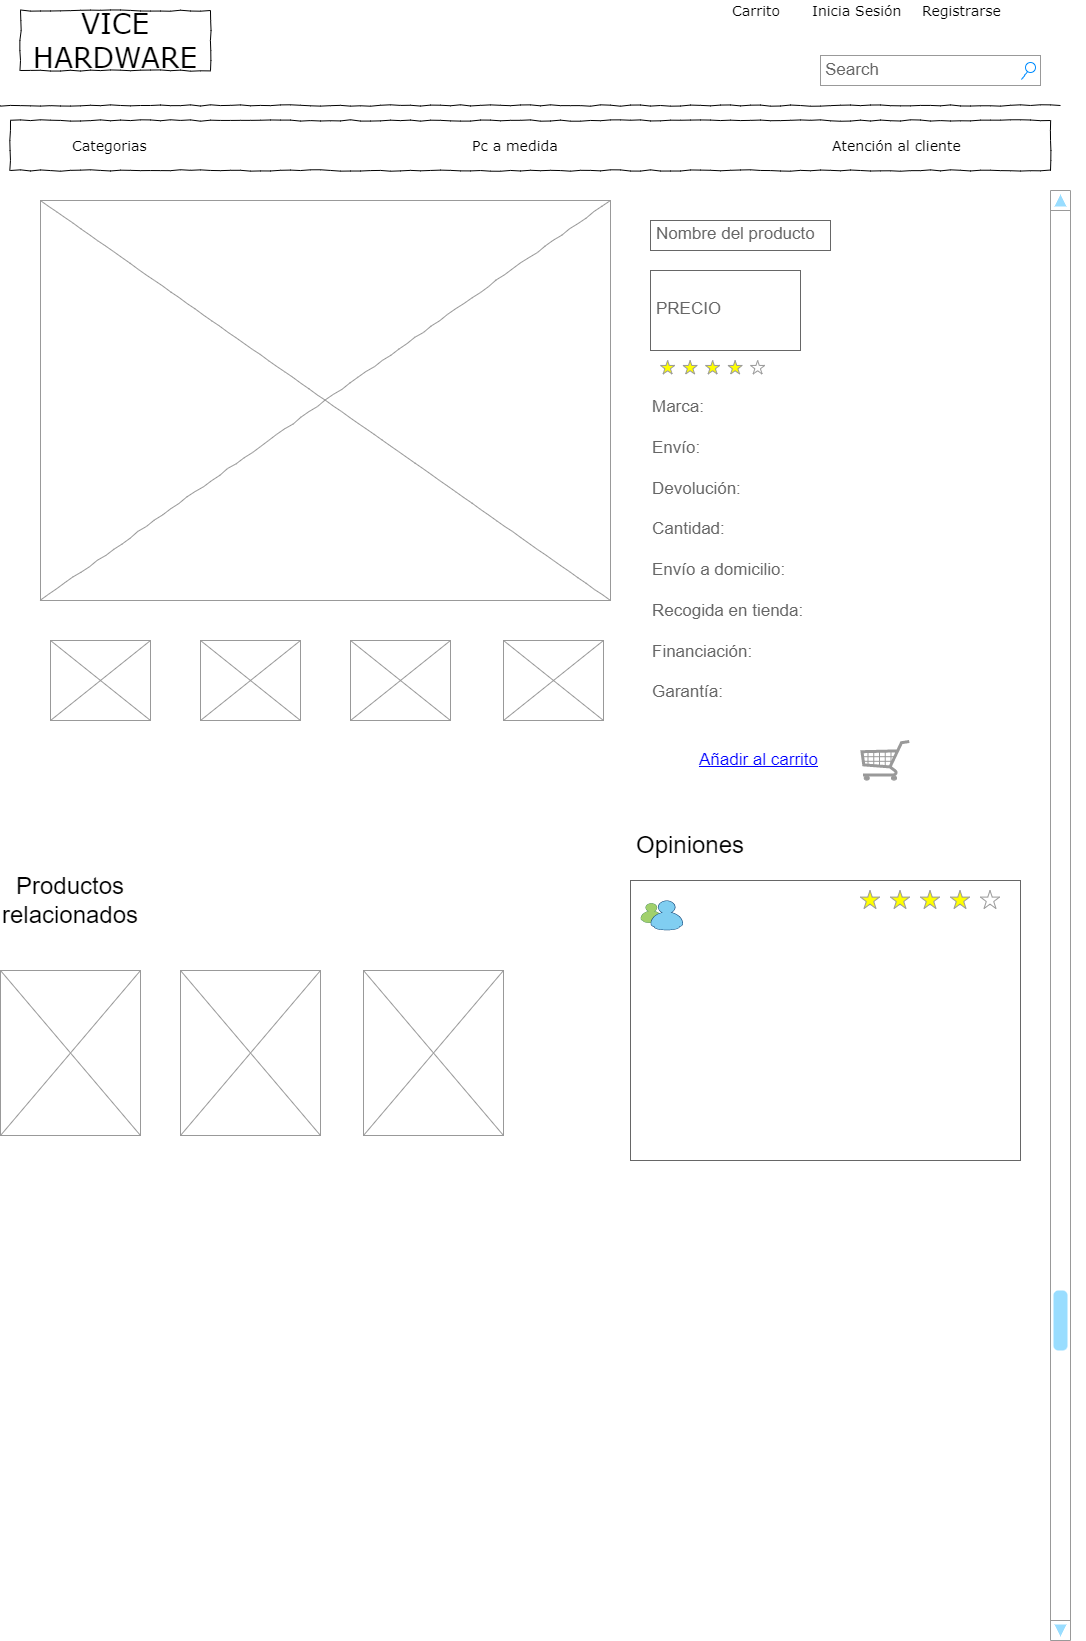 VICE
HARDWARE
Carrito
Inicia Sesión
Registrarse
Search
Categorias
Pc a medida
Atención al cliente
Nombre del producto
PRECIO
Marca:
Envío:
Devolución:
Cantidad:
Envío a domicilio:
Recogida en tienda:
Financiación:
Garantía:
Añadir al carrito
Opiniones
Productos
relacionados